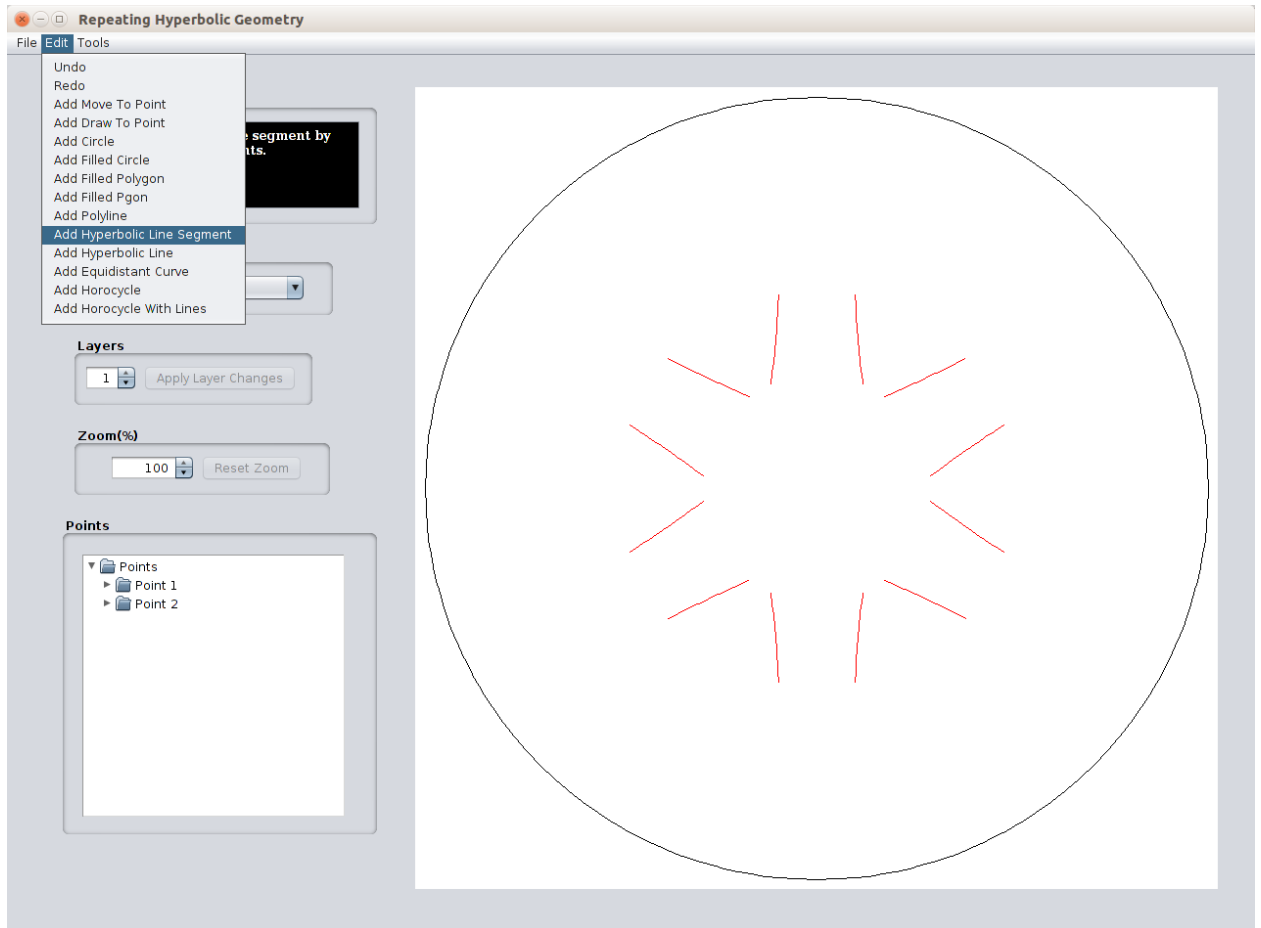 Repeating Hyperbolic Geometry
File Edit Tools
Undo
Redo
Add Move To Point
Add Draw To Point
Add Circle
Add Filled Circle
Add Filled Polygon
Add Filled Pgon
Add Polyline
Add Hyperbolic Line Segment
Add Hyperbolic Line
Add Equidistant Curve
Add Horocycle
Add Horocycle With Lines
segment by
Layers
1 Apply Layer Changes
Zoom(%)
100 Reset Zoom
Points
Points
Point 1
Point 2